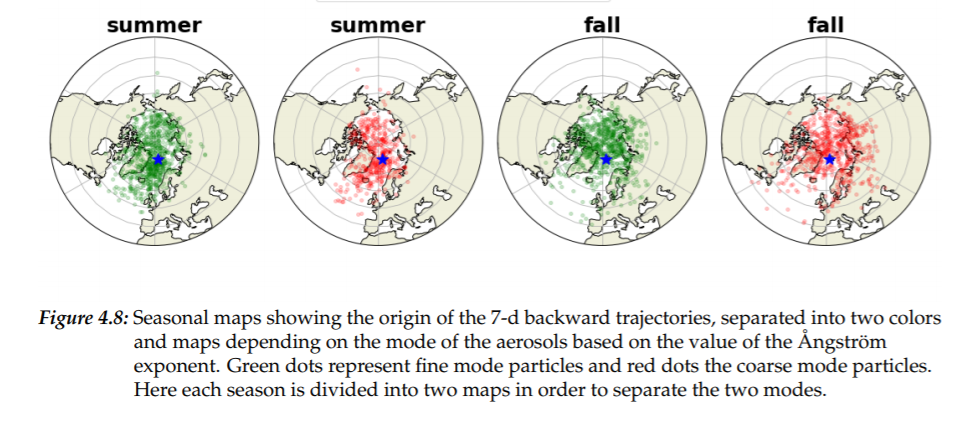 summer
summer
fall
fall
Figure 4.8: Seasonal maps showing the origin of the 7-d backward trajectories, separated into two colors
and maps depending on the mode of the aerosols based on the value of the Ångström
exponent. Green dots represent fine mode particles and red dots the coarse mode particles.
Here each season is divided into two maps in order to separate the two modes.